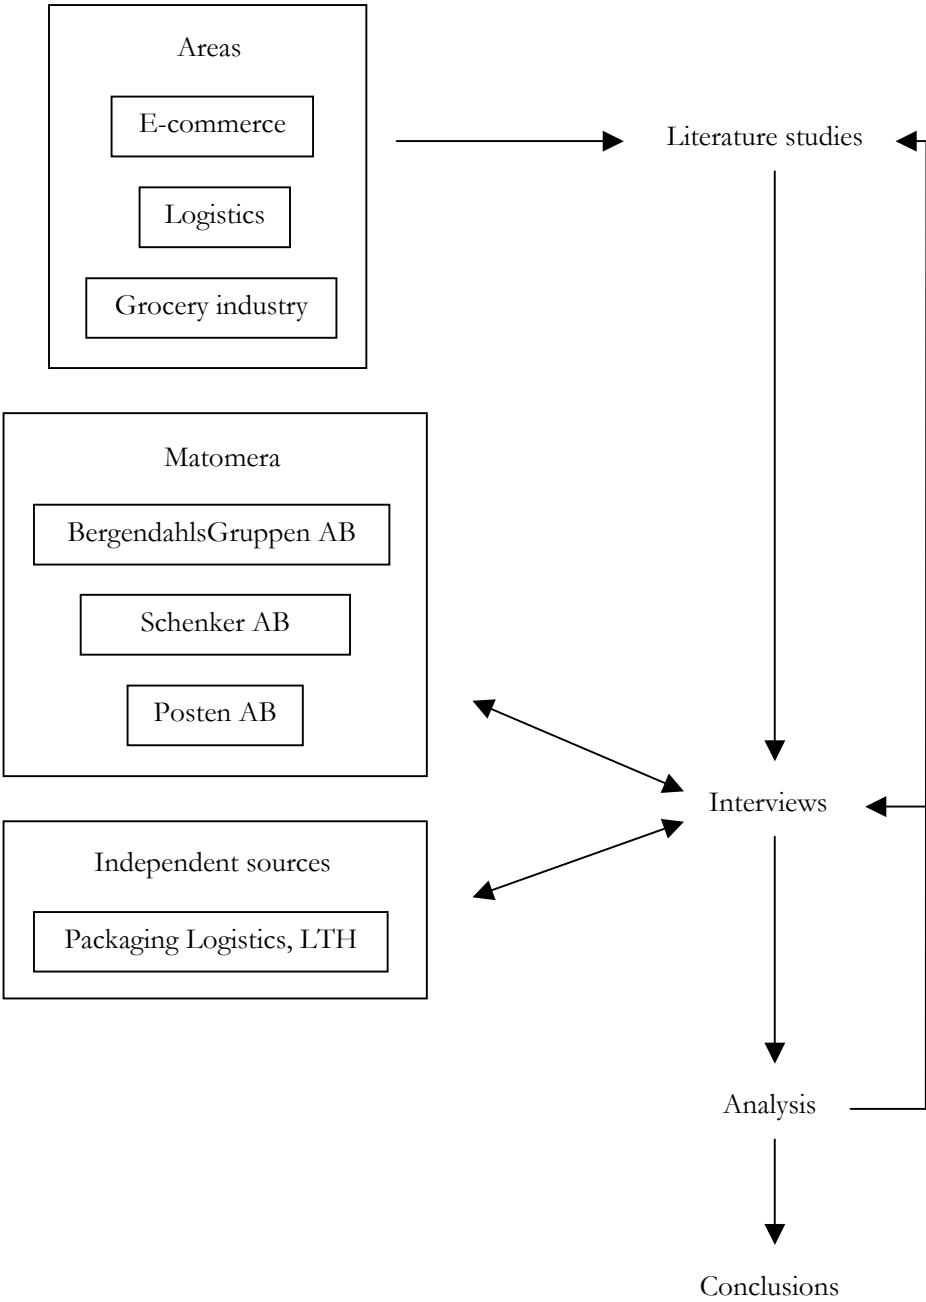 Areas
E-commerce
Literature studies
Logistics
Grocery industry
Matomera
BergendahlsGruppen AB
Schenker AB
Posten AB
Interviews
Independent sources
Packaging Logistics, LTH
Analysis
Conclusions